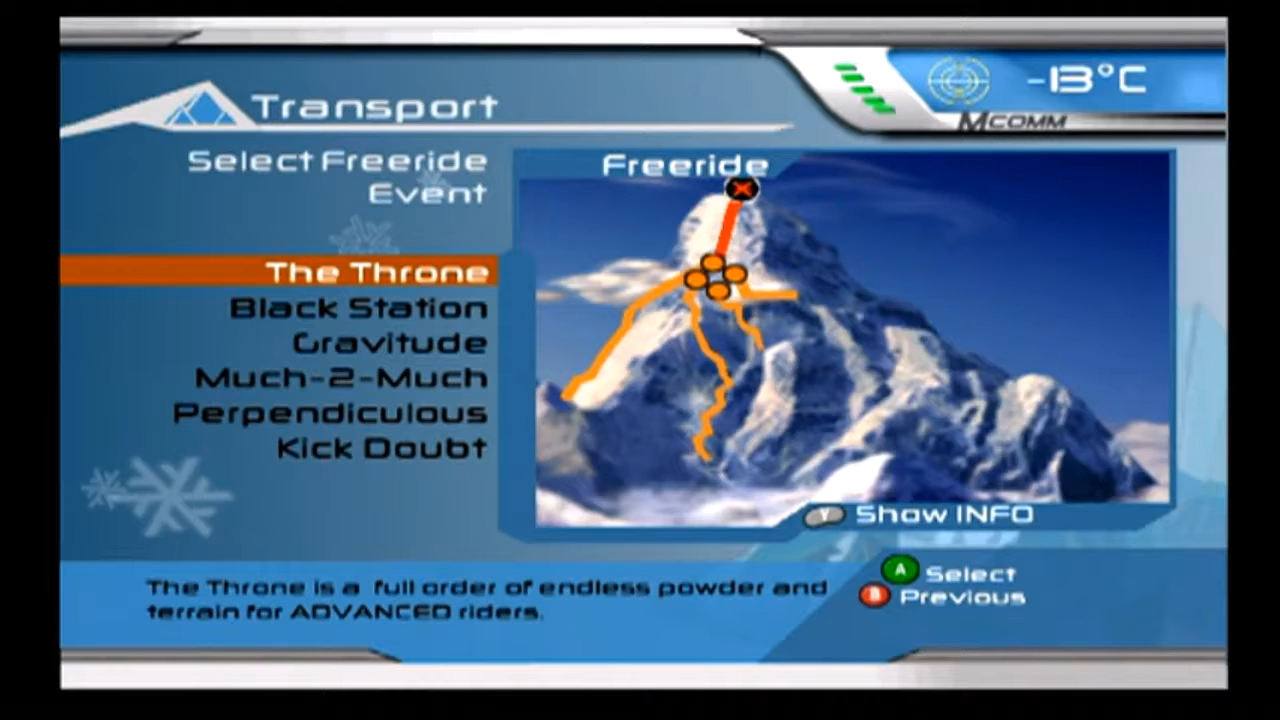 Transport
-13°C
MCOMM
Select Freeride
Event
Freeride
The Throne
Black Station
Gravitude
Much-2-Much
Perpendiculous
Kick Doubt
Y Show INFO
The Throne is a full order of endless powder and
terrain for ADVANCED riders.
A Select
B Previous